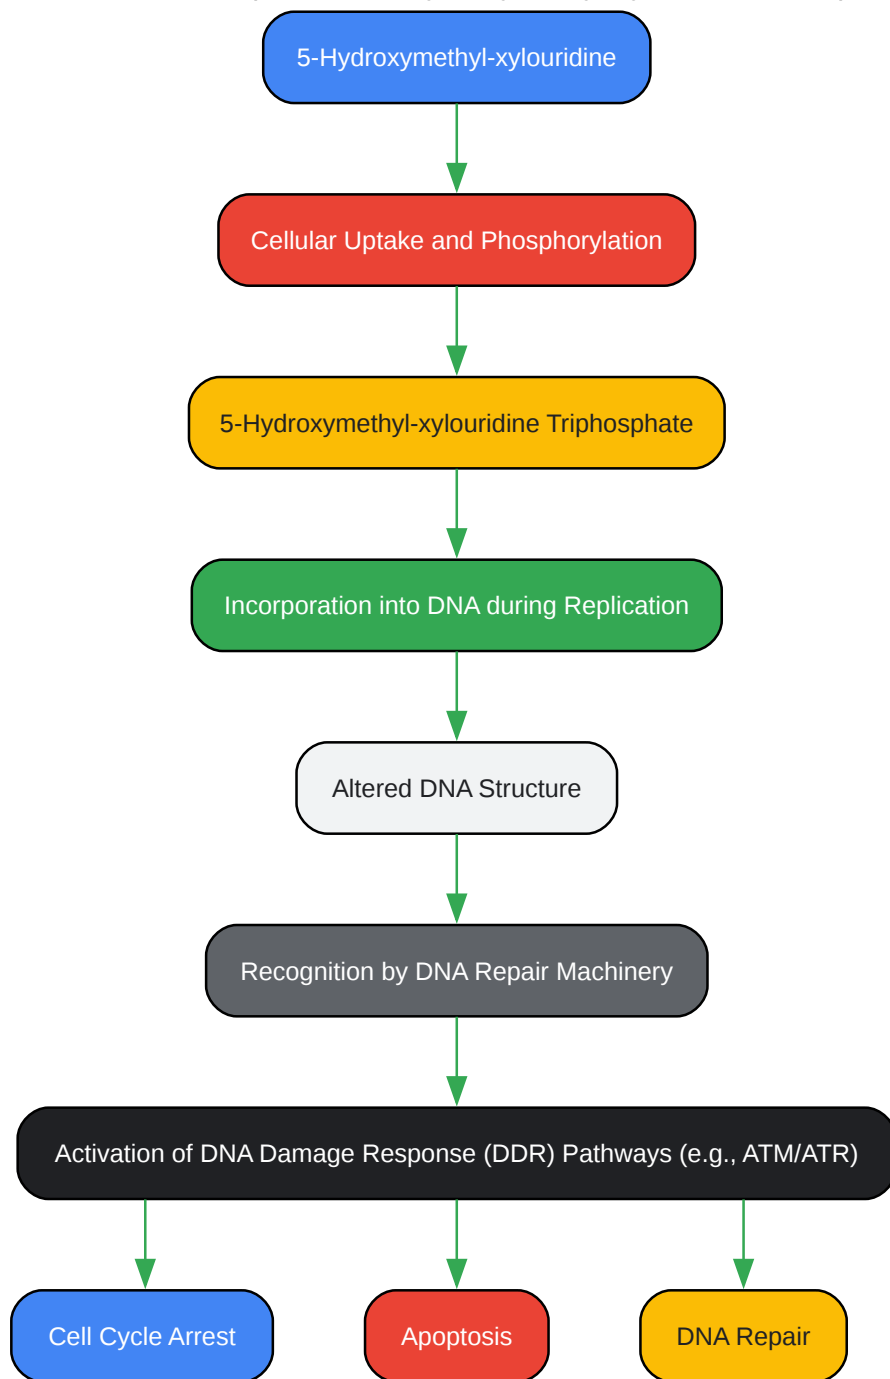 5-Hydroxymethyl-xylouridine
Cellular Uptake and Phosphorylation
5-Hydroxymethyl-xylouridine Triphosphate
Incorporation into DNA during Replication
Altered DNA Structure
Recognition by DNA Repair Machinery
Activation of DNA Damage Response (DDR) Pathways (e.g., ATM/ATR)
Cell Cycle Arrest
Apoptosis
DNA Repair